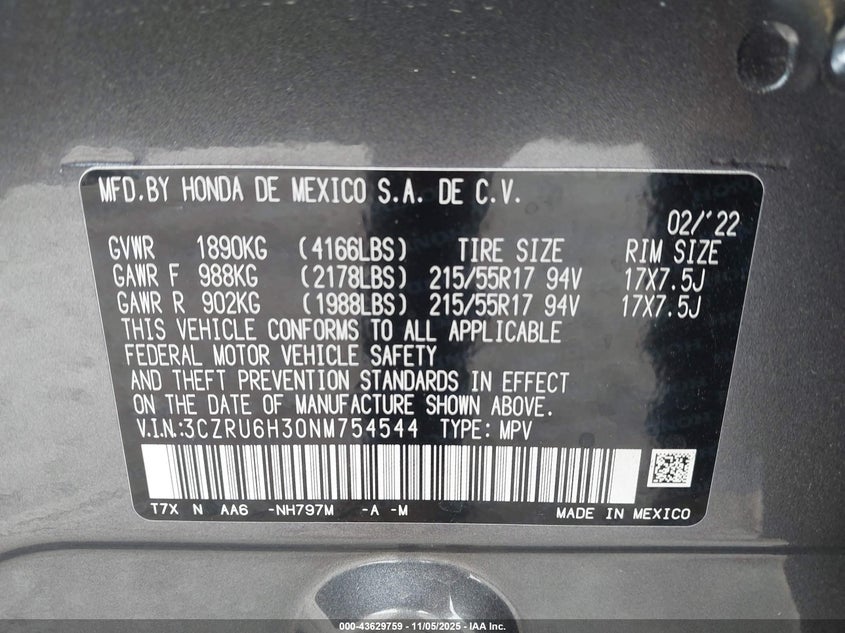 MFD.BY HONDA DE MEXICO S.A. DE C.V.
02/'22
GVWR 1890KG (4166LBS) TIRE SIZE RIM SIZE
GAWR F 988KG (2178LBS) 215/55R17 94V 17X7.5J
GAWR R 902KG (1988LBS) 215/55R17 94V 17X7.5J
THIS VEHICLE CONFORMS TO ALL APPLICABLE
FEDERAL MOTOR VEHICLE SAFETY
AND THEFT PREVENTION STANDARDS IN EFFECT
ON THE DATE OF MANUFACTURE SHOWN ABOVE.
V.I.N.:3CZRU6H30NM754544 TYPE: MPV
T7X N AA6 -NH797M -A -M MADE IN MEXICO
000-43629759 - 11/05/2025 - IAA Inc.